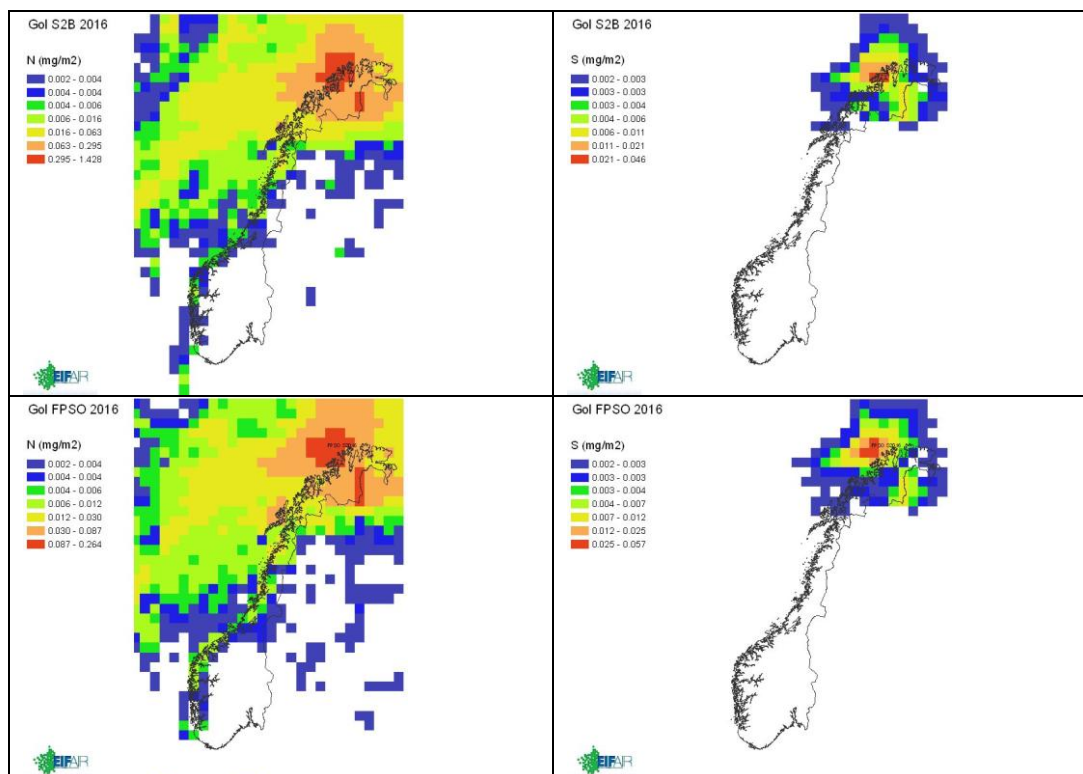 Gol S2B 2016
N (mg/m2)
0.002 - 0.004
0.004 - 0.004
0.004 - 0.006
0.006 - 0.016
0.016 - 0.063
0.063 - 0.295
0.295 - 1.428
EIFAIR
Gol S2B 2016
S (mg/m2)
0.002 - 0.003
0.003 - 0.003
0.003 - 0.004
0.004 - 0.006
0.006 - 0.011
0.011 - 0.021
0.021 - 0.046
EIFAIR
Gol FPSO 2016
N (mg/m2)
0.002 - 0.004
0.004 - 0.004
0.004 - 0.006
0.006 - 0.012
0.012 - 0.030
0.030 - 0.087
0.087 - 0.264
EIFAIR
Gol FPSO 2016
S (mg/m2)
0.002 - 0.003
0.003 - 0.003
0.003 - 0.004
0.004 - 0.007
0.007 - 0.012
0.012 - 0.025
0.025 - 0.057
EIFAIR